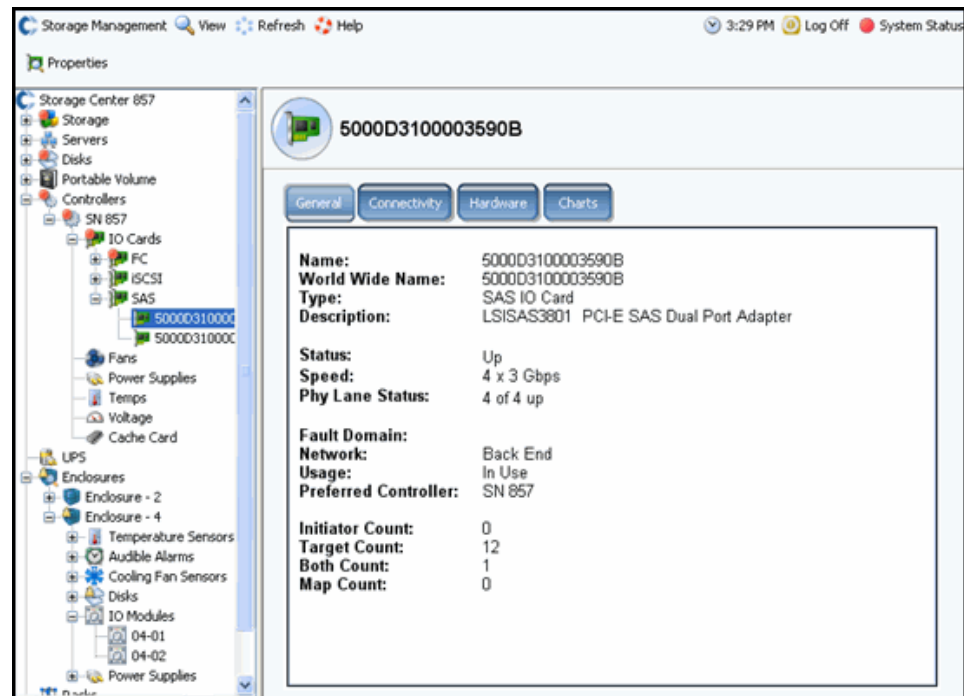 Storage Management View Refresh Help 3:29 PM Log Off System Status
Properties
Storage Center 857
Storage
Servers
Disks
Portable Volume
Controllers
SN 857
IO Cards
FC
iSCSI
SAS
5000D31000
5000D31000
Fans
Power Supplies
Temps
Voltage
Cache Card
UPS
Enclosures
Enclosure - 2
Enclosure - 4
Temperature Sensors
Audible Alarms
Cooling Fan Sensors
Disks
IO Modules
04-01
04-02
Power Supplies
5000D3100003590B
General Connectivity Hardware Charts
Name: 5000D3100003590B
World Wide Name: 5000D3100003590B
Type: SAS IO Card
Description: LSISAS3801 PCI-E SAS Dual Port Adapter
Status: Up
Speed: 4 x 3 Gbps
Phy Lane Status: 4 of 4 up
Fault Domain:
Network: Back End
Usage: In Use
Preferred Controller: SN 857
Initiator Count: 0
Target Count: 12
Both Count: 1
Map Count: 0